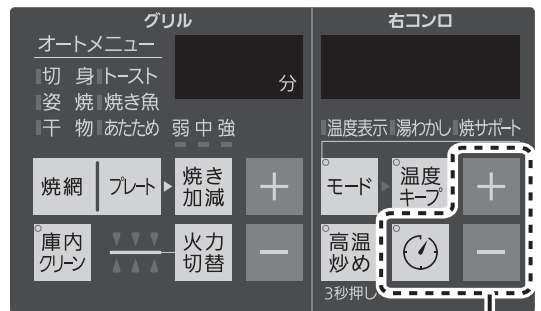 グリル
オートメニュー
切身 トースト
姿焼 焼き魚
干物 あたため
弱 中 強
分
焼網 プレート
焼き
加減
+
庫内
クリーン
火力
切替
-
右コンロ
温度表示 湯わかし 焼サポート
モード
温度
キープ
+
高温
炒め
-
3秒押し